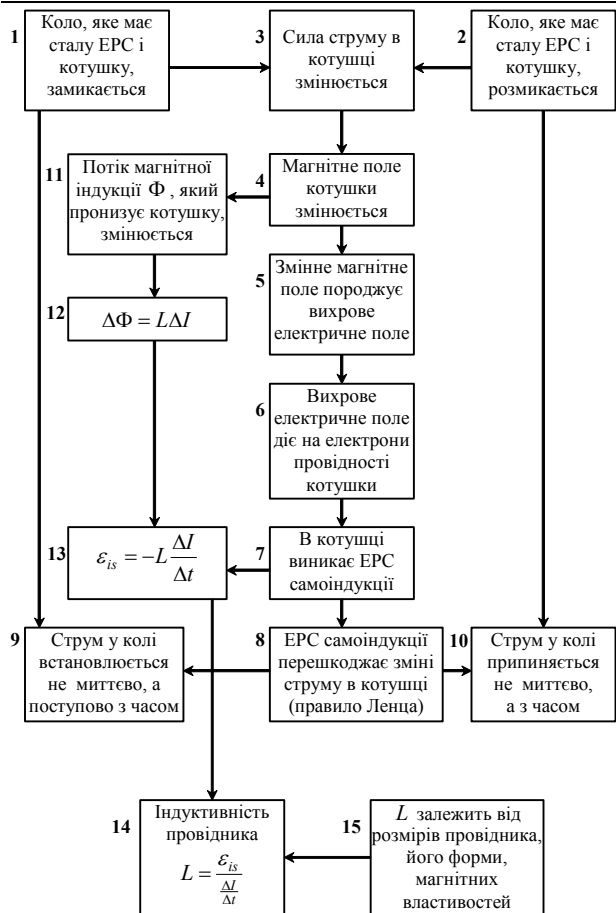 1
Коло, яке має
сталу ЕРС і
котушку,
замикається
3
Сила струму в
котушці
змінюється
2
Коло, яке має
сталу ЕРС і
котушку,
розмикається
11
Потік магнітної
індукції Ф , який
пронизує котушку,
змінюється
4
Магнітне поле
котушки
змінюється
5
Змінне магнітне
поле породжує
вихрове
електричне поле
12
ΔΦ = LΔI
6
Вихрове
електричне поле
діє на електрони
провідності
котушки
13
ε_is = −L ΔI/Δt
7
В котушці
виникає ЕРС
самоіндукції
9
Струм у колі
встановлюється
не миттєво, а
поступово з часом
8
ЕРС самоіндукції
перешкоджає зміні
струму в котушці
(правило Ленца)
10
Струм у колі
припиняється
не миттєво,
а з часом
14
Індуктивність
провідника
L = ε_is / (ΔI/Δt)
15
L залежить від
розмірів провідника,
його форми,
магнітних
властивостей